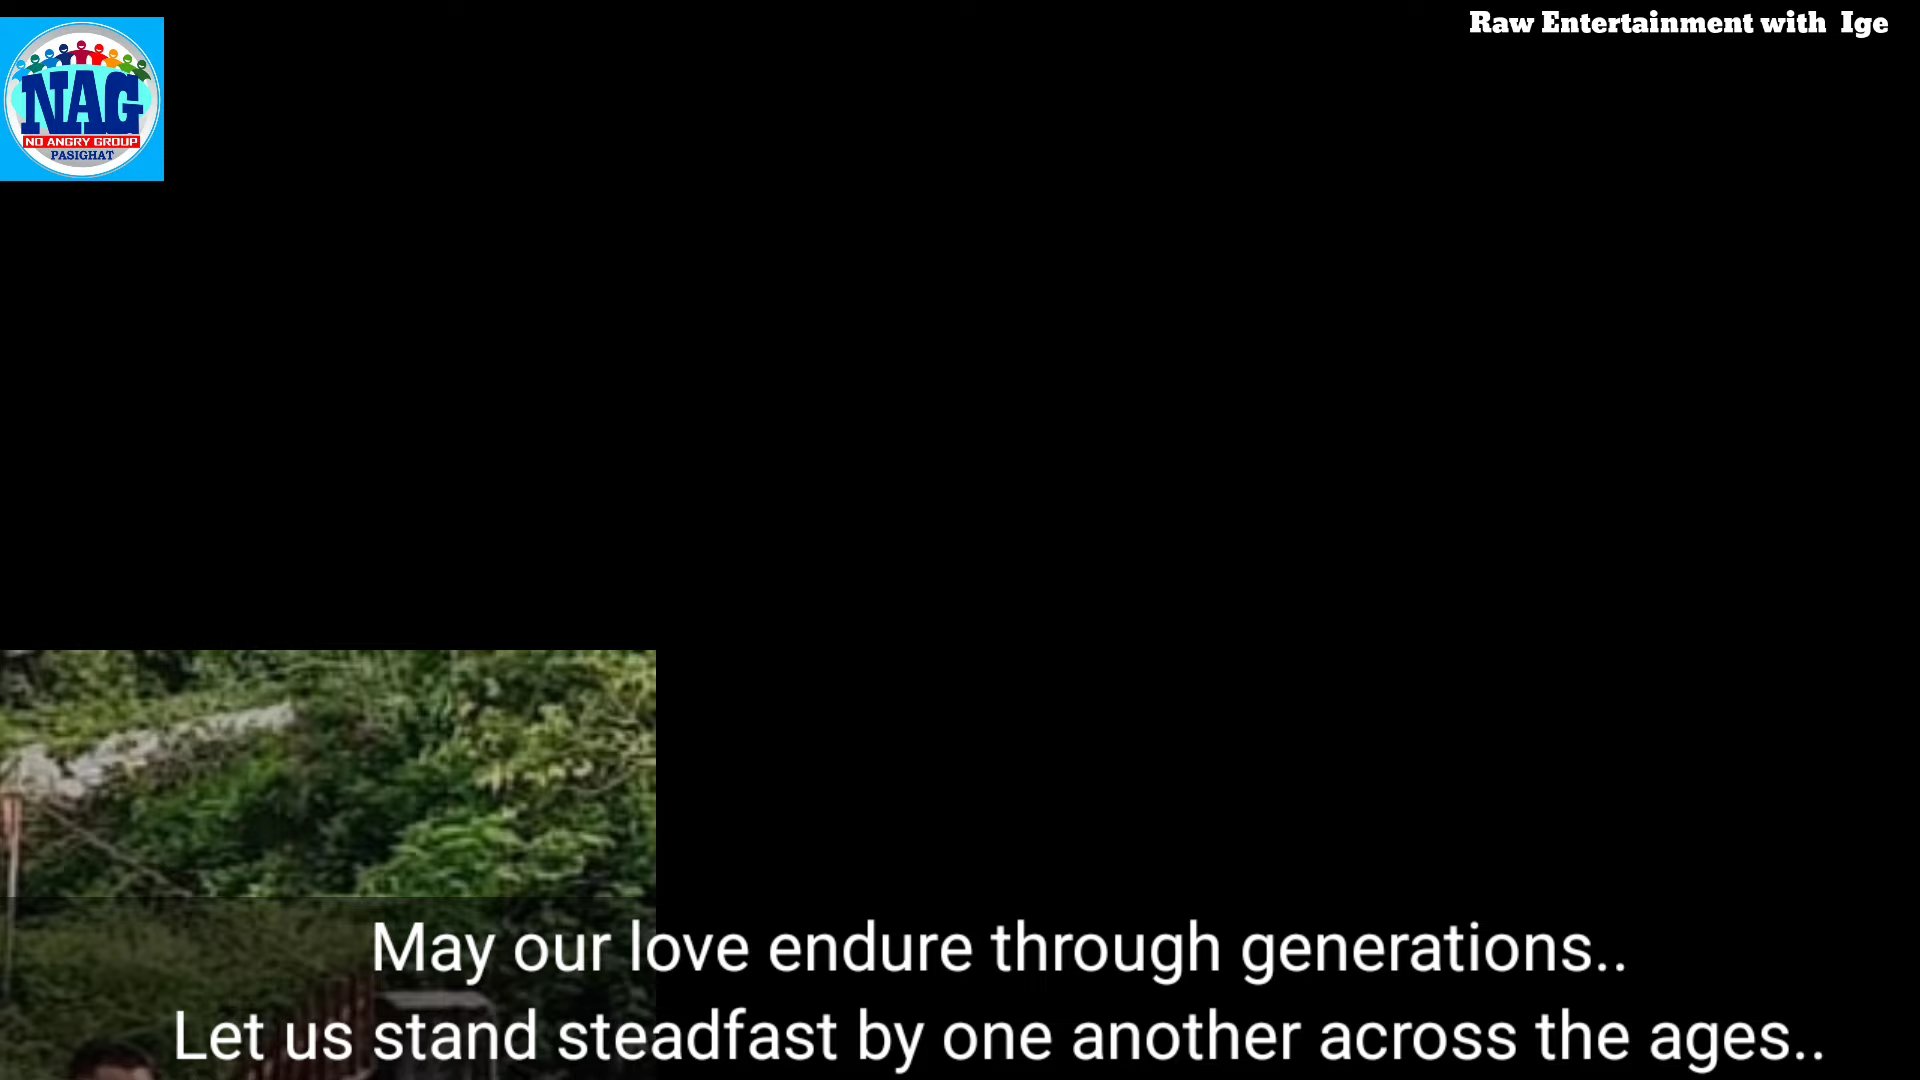 Raw Entertainment with Ige
NAG
NO ANGRY GROUP
PASIGHAT
May our love endure through generations..
Let us stand steadfast by one another across the ages..